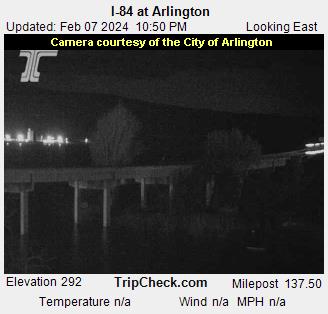 I-84 at Arlington
Updated: Feb 07 2024 10:50 PM Looking East
Camera courtesy of the City of Arlington
Elevation 292 TripCheck.com Milepost 137.50
Temperature n/a Wind n/a MPH n/a